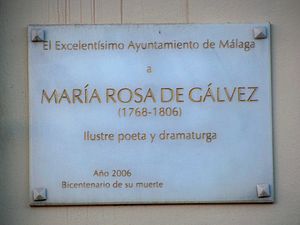 El Excelentísimo Ayuntamiento de Málaga
a
MARÍA ROSA DE GÁLVEZ
(1768-1806)
Ilustre poeta y dramaturga
Año 2006
Bicentenario de su muerte